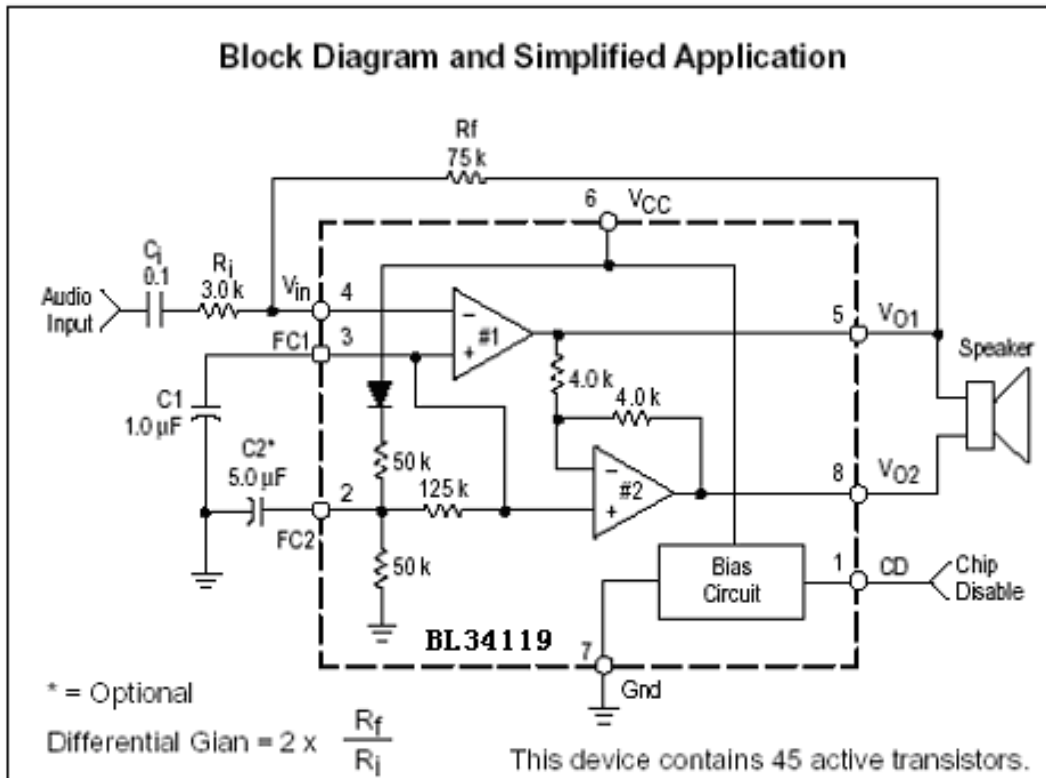 Block Diagram and Simplified Application
Rf
75 k
6
VCC
Ci
0.1
Ri
3.0 k
Vin
4
Audio
Input
#1
5
VO1
FC1
3
Speaker
4.0 k
4.0 k
C1
1.0 μF
C2*
5.0 μF
50 k
2
125 k
#2
8
VO2
FC2
50 k
Bias
Circuit
1
CD
Chip
Disable
BL34119
7
Gnd
* = Optional
Differential Gian = 2 x Rf
Ri
This device contains 45 active transistors.